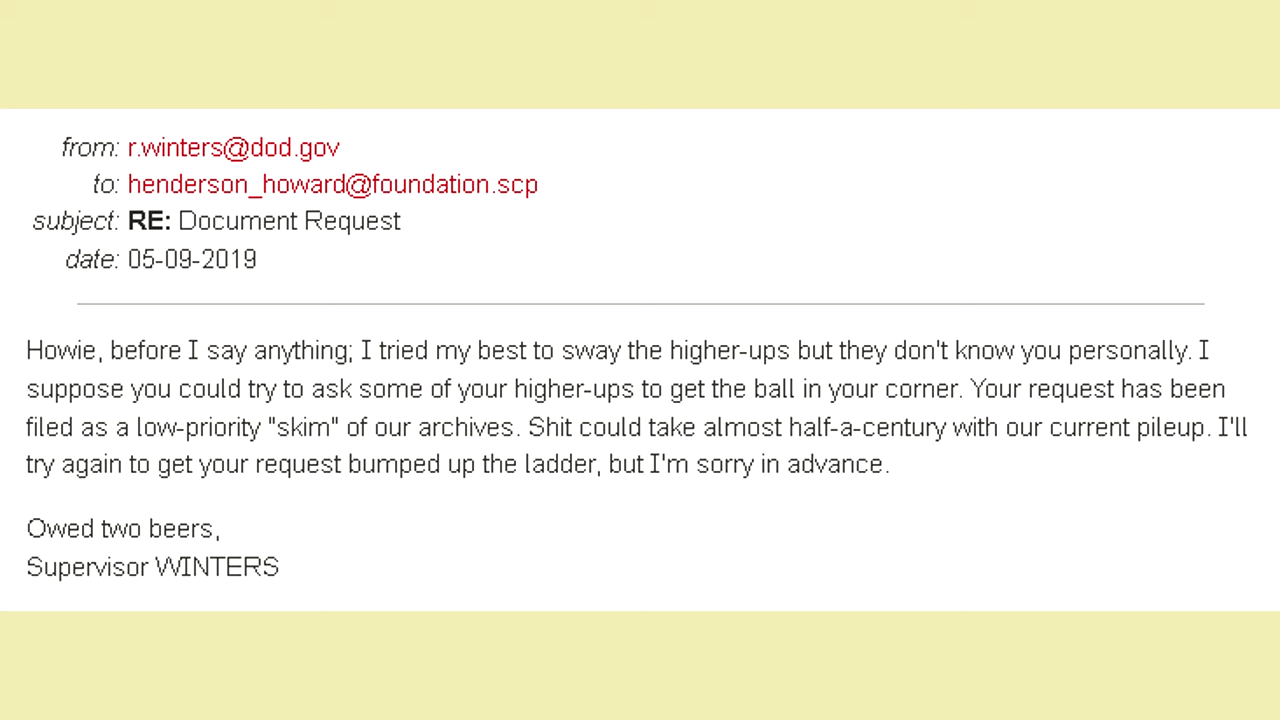 from: r.winters@dod.gov
to: henderson_howard@foundation.scp
subject: RE: Document Request
date: 05-09-2019
Howie, before I say anything; I tried my best to sway the higher-ups but they don't know you personally. I
suppose you could try to ask some of your higher-ups to get the ball in your corner. Your request has been
filed as a low-priority "skim" of our archives. Shit could take almost half-a-century with our current pileup. I'll
try again to get your request bumped up the ladder, but I'm sorry in advance.
Owed two beers,
Supervisor WINTERS